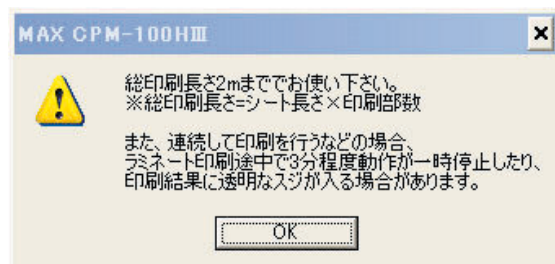 MAX CPM-100HⅢ
総印刷長さ2mまででお使い下さい。
※総印刷長さ=シート長さ×印刷部数
また、連続して印刷を行うなどの場合、
ラミネート印刷途中で3分程度動作が一時停止したり、
印刷結果に透明なスジが入る場合があります。
OK